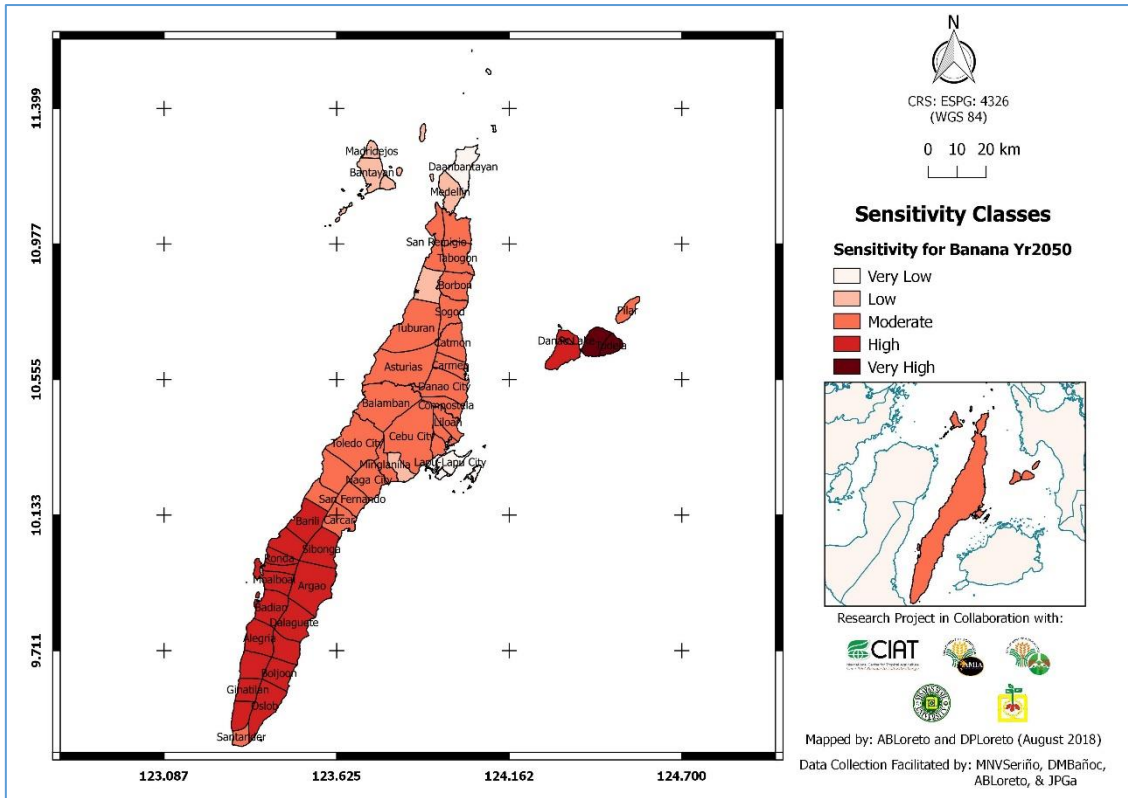 N
CRS: ESPG: 4326
(WGS 84)
0 10 20 km
Sensitivity Classes
Sensitivity for Banana Yr2050
Very Low
Low
Moderate
High
Very High
11.399
10.977
10.555
10.133
9.711
123.087
123.625
124.162
124.700
Madridejos
Bantayan
Daanbantayan
Medellin
San Remigio
Tabogon
Borbon
Sogod
Tuburan
Catmon
Asturias
Carmen
Danao City
Balamban
Compostela
Liloan
Cebu City
Toledo City
Minglanilla
Lapu-Lapu City
Naga City
San Fernando
Carcar
Barili
Sibonga
Ronda
Moalboal
Argao
Badian
Dalaguete
Alegria
Boljoon
Ginatilan
Oslob
Santander
Pilar
Research Project in Collaboration with:
CIAT
AMIA
Mapped by: ABLoreto and DPLoreto (August 2018)
Data Collection Facilitated by: MNVSeriño, DMBañoc,
ABLoreto, & JPGa